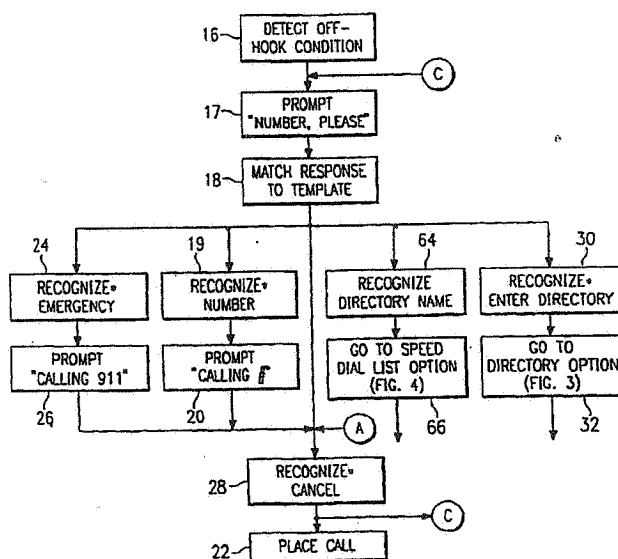 16
DETECT OFF-
HOOK CONDITION
C
17
PROMPT
"NUMBER, PLEASE"
18
MATCH RESPONSE
TO TEMPLATE
24
RECOGNIZE*
EMERGENCY
19
RECOGNIZE*
NUMBER
64
RECOGNIZE
DIRECTORY NAME
30
RECOGNIZE*
ENTER DIRECTORY
PROMPT
"CALLING 911"
26
PROMPT
"CALLING
20
GO TO SPEED
DIAL LIST OPTION
(FIG. 4)
66
GO TO
DIRECTORY OPTION
(FIG. 3)
32
A
28
RECOGNIZE*
CANCEL
C
22
PLACE CALL